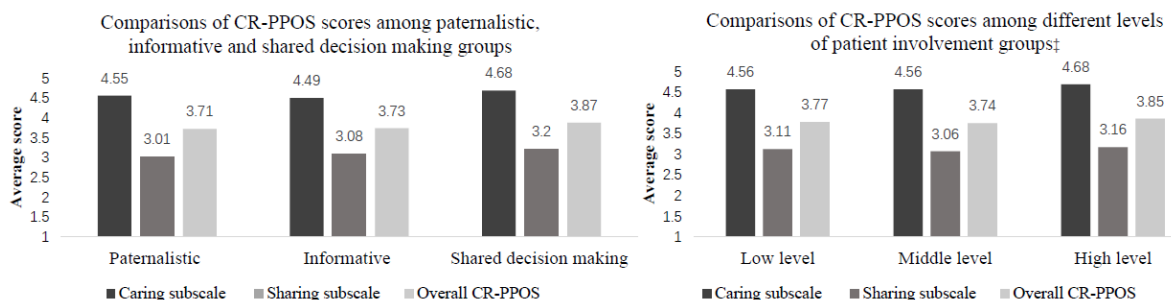 Comparisons of CR-PPOS scores among paternalistic,
informative and shared decision making groups
Average score
5
4.5
4
3.5
3
2.5
2
1.5
1
4.55
3.01
3.71
4.49
3.08
3.73
4.68
3.2
3.87
Paternalistic
Informative
Shared decision making
Caring subscale
Sharing subscale
Overall CR-PPOS
Comparisons of CR-PPOS scores among different levels
of patient involvement groups‡
Average score
5
4.5
4
3.5
3
2.5
2
1.5
1
4.56
3.11
3.77
4.56
3.06
3.74
4.68
3.16
3.85
Low level
Middle level
High level
Caring subscale
Sharing subscale
Overall CR-PPOS